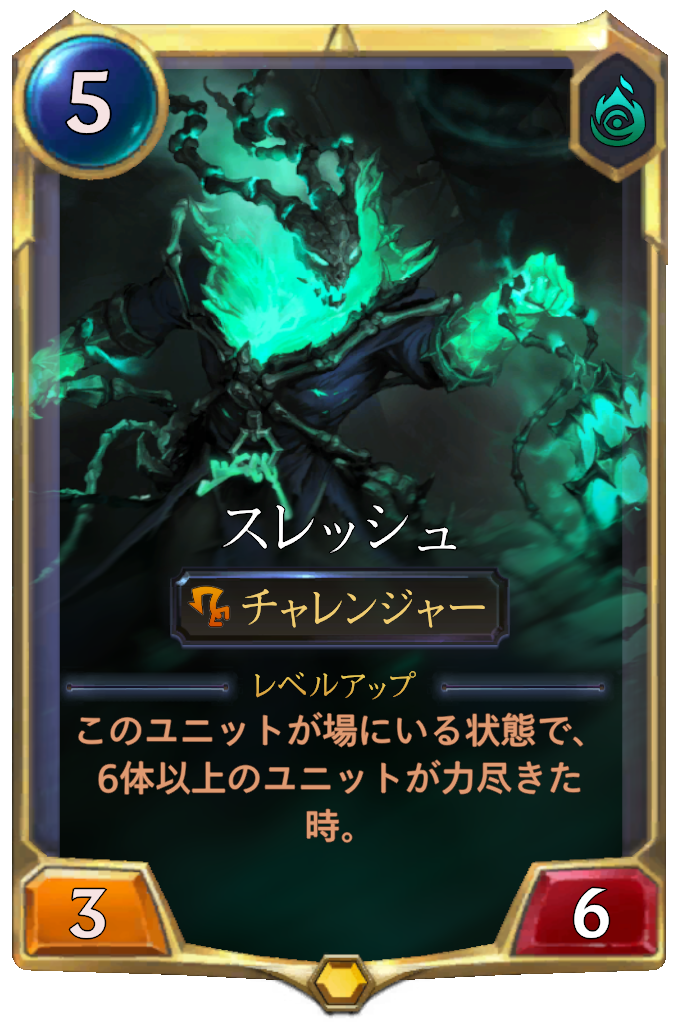 5
スレッシュ
チャレンジャー
レベルアップ
このユニットが場にいる状態で、
6体以上のユニットが力尽きた
時。
3
6